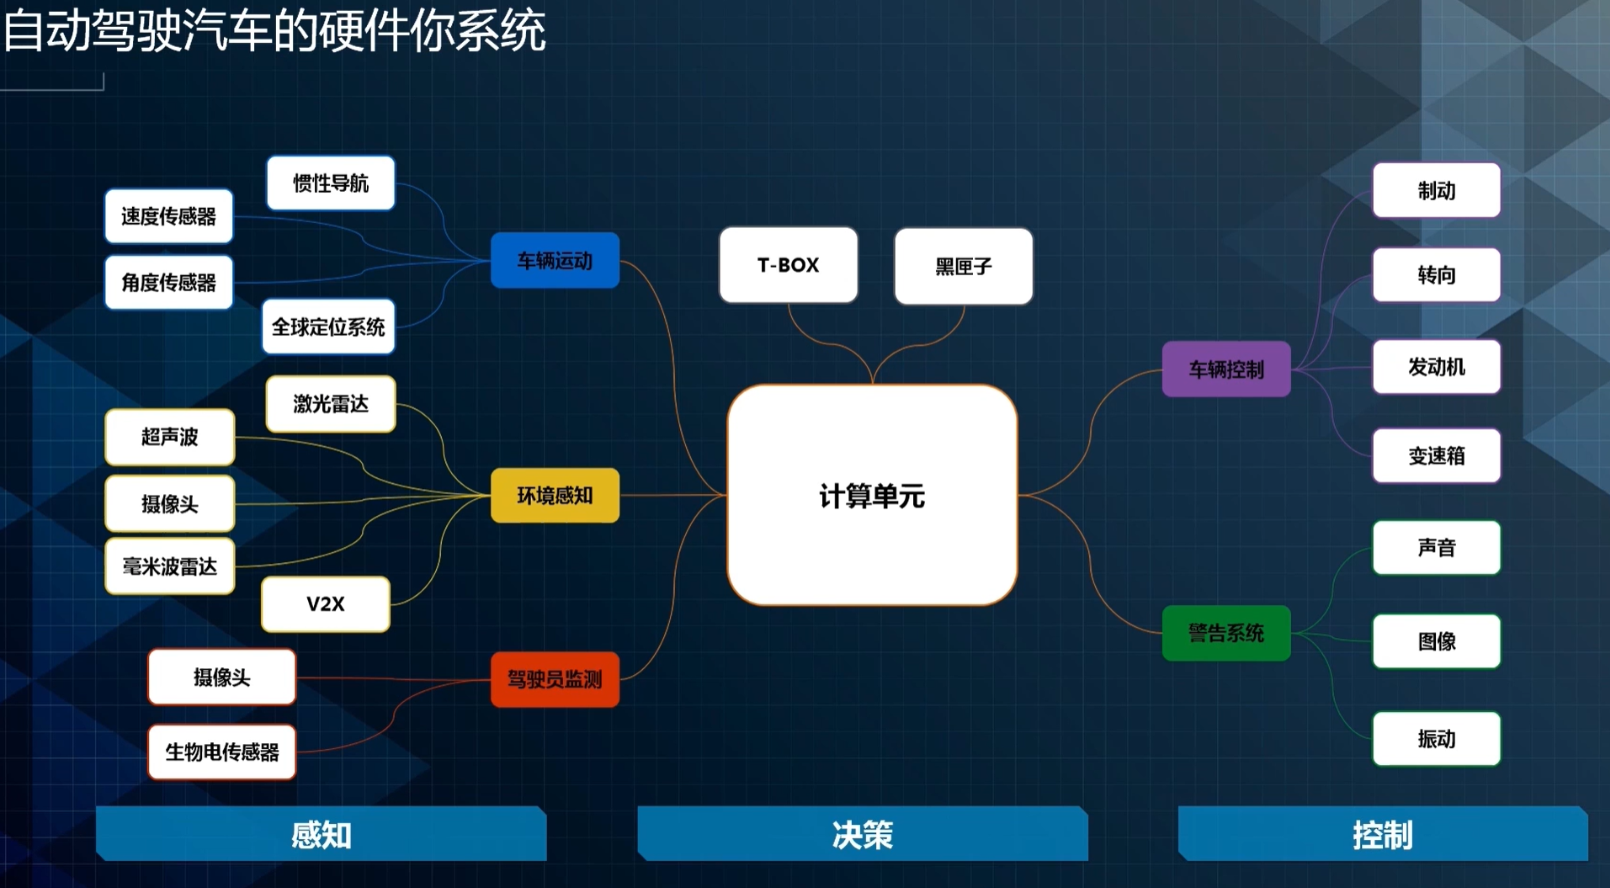 自动驾驶汽车的硬件你系统
惯性导航
速度传感器
角度传感器
全球定位系统
车辆运动
激光雷达
超声波
摄像头
毫米波雷达
V2X
环境感知
摄像头
生物电传感器
驾驶员监测
T-BOX
黑匣子
计算单元
车辆控制
制动
转向
发动机
变速箱
警告系统
声音
图像
振动
感知
决策
控制